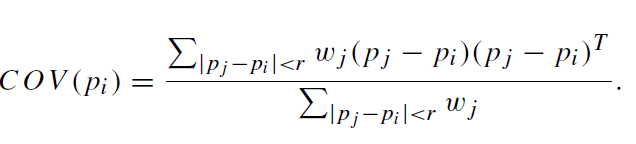 COV(p_i) = \frac{\sum_{|p_j - p_i| < r} w_j (p_j - p_i)(p_j - p_i)^T}{\sum_{|p_j - p_i| < r} w_j}.